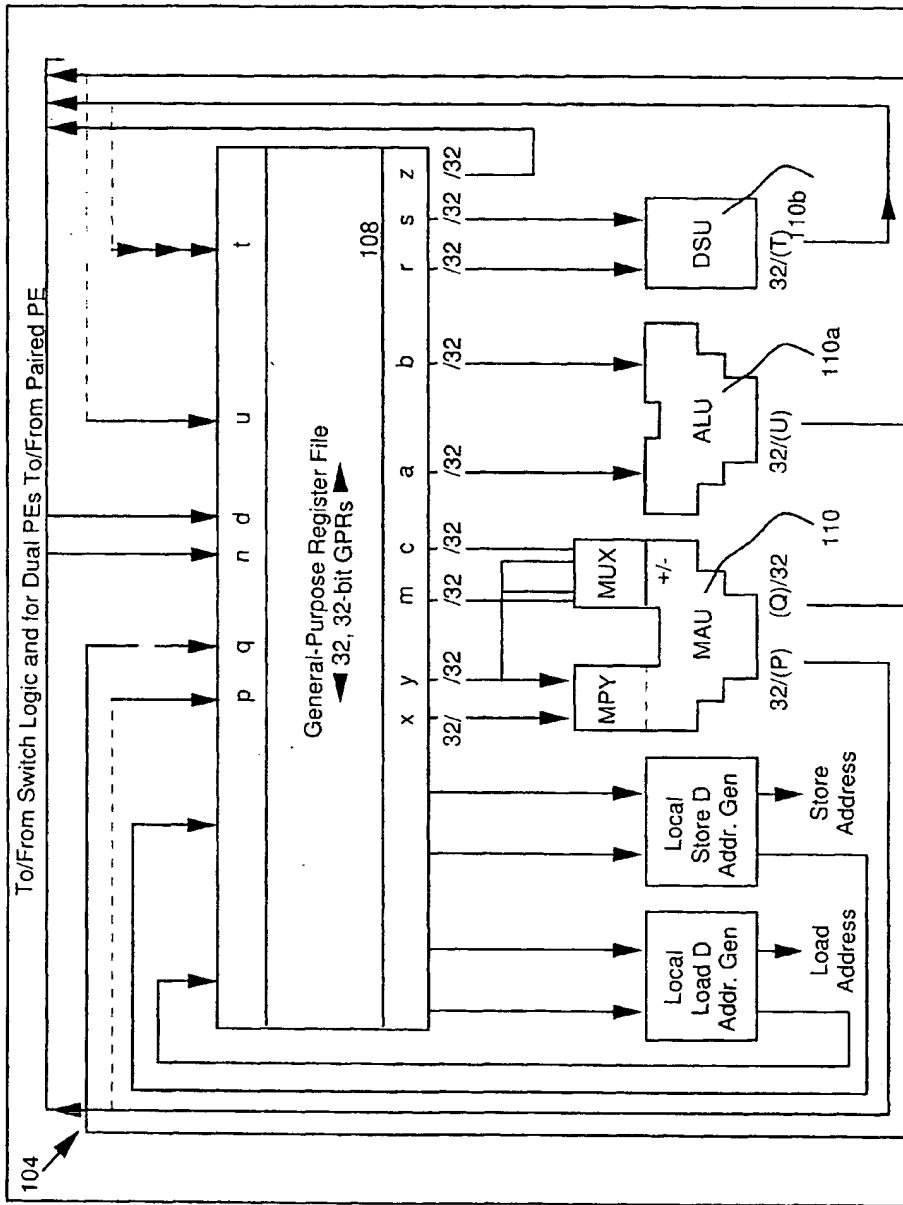 To/From Switch Logic and for Dual PEs To/From Paired PE
104
p q n d u t
General-Purpose Register File
32, 32-bit GPRs
108
x y m c a b r s z
32/ /32 /32 /32 /32 /32 /32 /32 /32
Local
Load D
Addr. Gen
Local
Store D
Addr. Gen
MPY
MUX
+/-
MAU
ALU
DSU
Load
Address
Store
Address
32/(P)
(Q)/32
110
32/(U)
110a
32/(T)
110b